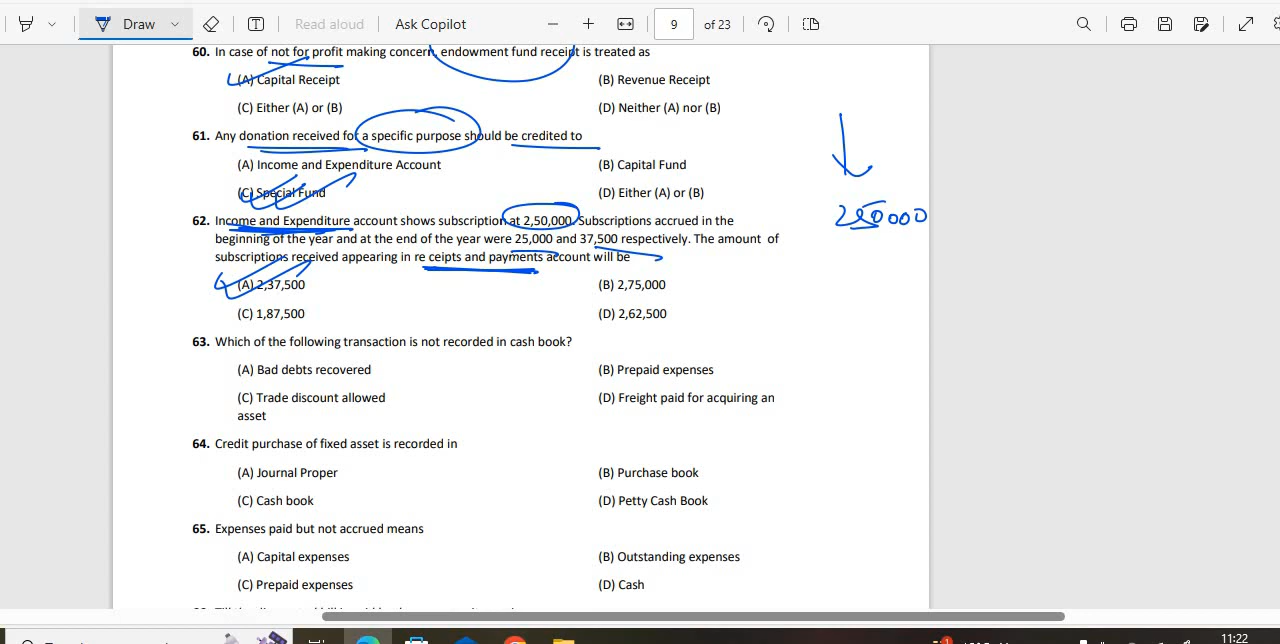 Draw
Read aloud
Ask Copilot
9
of 23
60. In case of not for profit making concern, endowment fund receipt is treated as
(A) Capital Receipt
(B) Revenue Receipt
(C) Either (A) or (B)
(D) Neither (A) nor (B)
61. Any donation received for a specific purpose should be credited to
(A) Income and Expenditure Account
(B) Capital Fund
(C) Special Fund
(D) Either (A) or (B)
250000
62. Income and Expenditure account shows subscription at 2,50,000. Subscriptions accrued in the
beginning of the year and at the end of the year were 25,000 and 37,500 respectively. The amount of
subscriptions received appearing in re ceipts and payments account will be
(A) 2,37,500
(B) 2,75,000
(C) 1,87,500
(D) 2,62,500
63. Which of the following transaction is not recorded in cash book?
(A) Bad debts recovered
(B) Prepaid expenses
(C) Trade discount allowed
(D) Freight paid for acquiring an
asset
64. Credit purchase of fixed asset is recorded in
(A) Journal Proper
(B) Purchase book
(C) Cash book
(D) Petty Cash Book
65. Expenses paid but not accrued means
(A) Capital expenses
(B) Outstanding expenses
(C) Prepaid expenses
(D) Cash
11:22